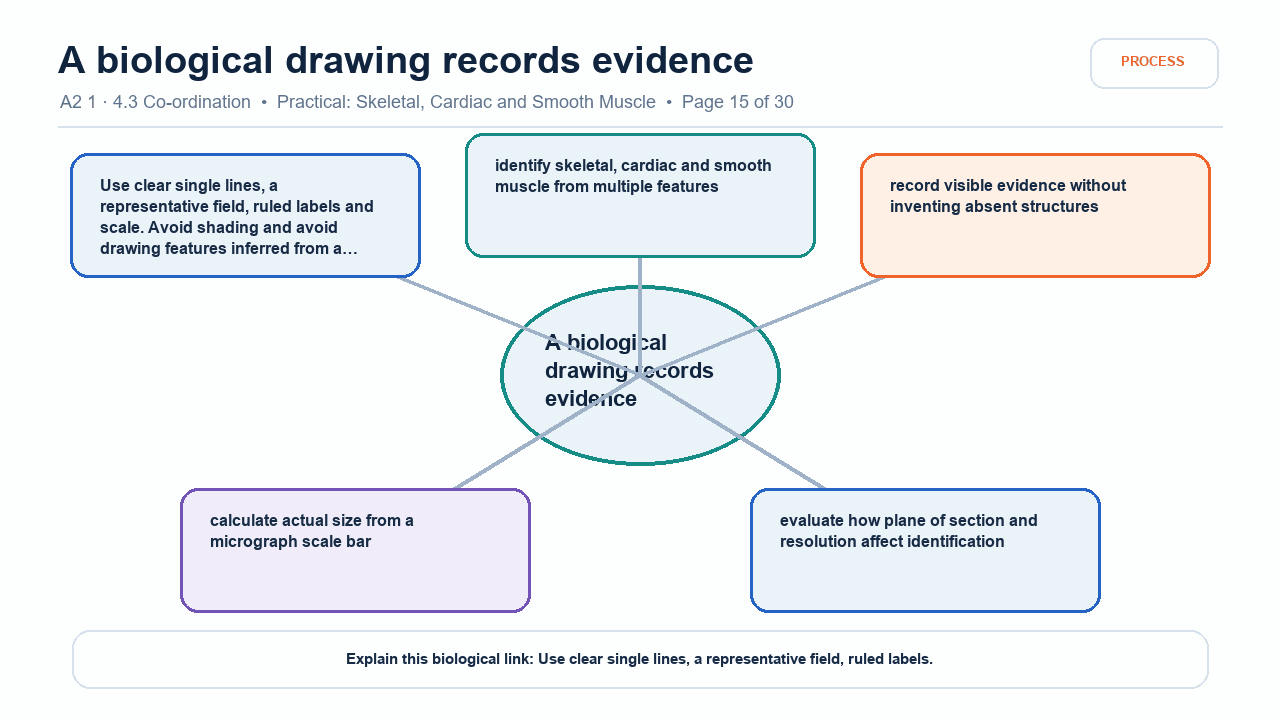 A biological drawing records evidence
PROCESS
A2 1 · 4.3 Co-ordination • Practical: Skeletal, Cardiac and Smooth Muscle • Page 15 of 30
Use clear single lines, a
representative field, ruled labels and
scale. Avoid shading and avoid
drawing features inferred from a…
identify skeletal, cardiac and smooth
muscle from multiple features
record visible evidence without
inventing absent structures
A biological
drawing records
evidence
calculate actual size from a
micrograph scale bar
evaluate how plane of section and
resolution affect identification
Explain this biological link: Use clear single lines, a representative field, ruled labels.